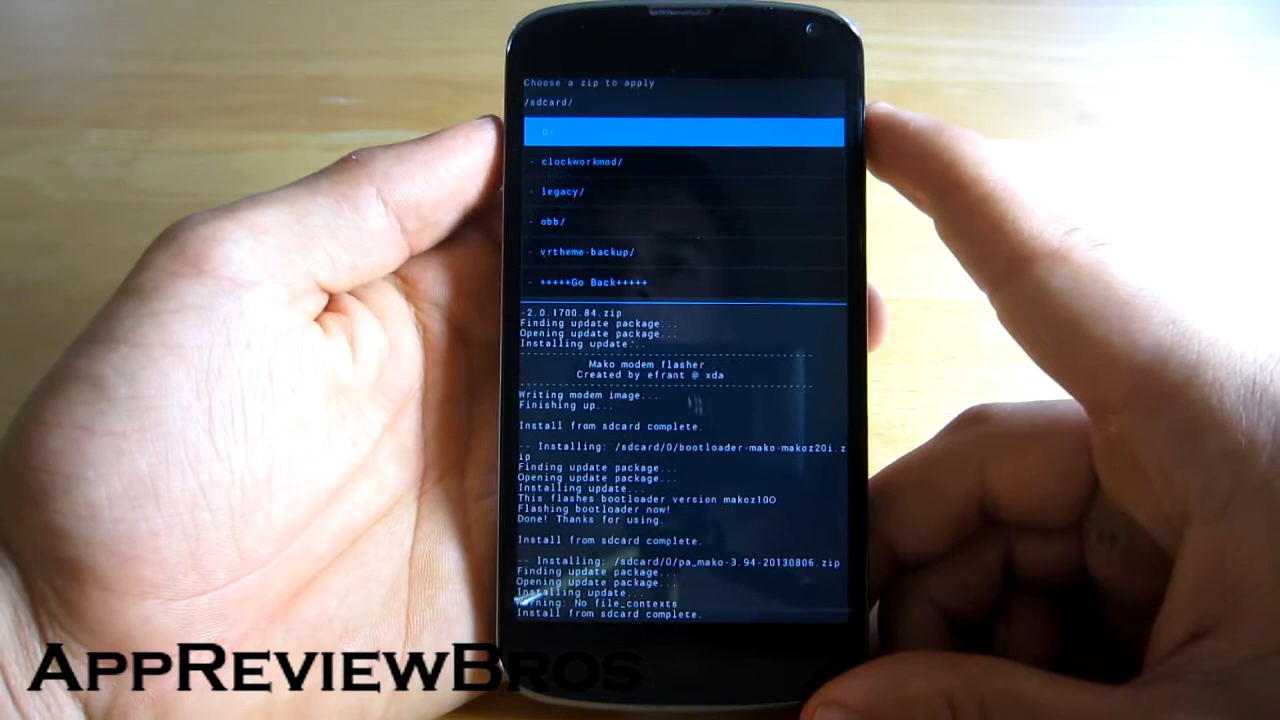 Choose a zip to apply
/sdcard/
0/
- clockworkmod/
- legacy/
- obb/
- vrtheme-backup/
- +++++Go Back+++++
-2.0.1700.84.zip
Finding update package...
Opening update package...
Installing update...
Mako modem flasher
Created by efrant @ xda
Writing modem image...
Finishing up...
Install from sdcard complete.
-- Installing: /sdcard/0/bootloader-mako-makoz20i.z
ip
Finding update package...
Opening update package...
Installing update...
This flashes bootloader version makoz10O
Flashing bootloader now!
Done! Thanks for using.
Install from sdcard complete.
-- Installing: /sdcard/0/pa_mako-3.94-20130806.zip
Finding update package...
Opening update package...
Installing update...
Warning: No file_contexts
Install from sdcard complete.
AppReviewBros